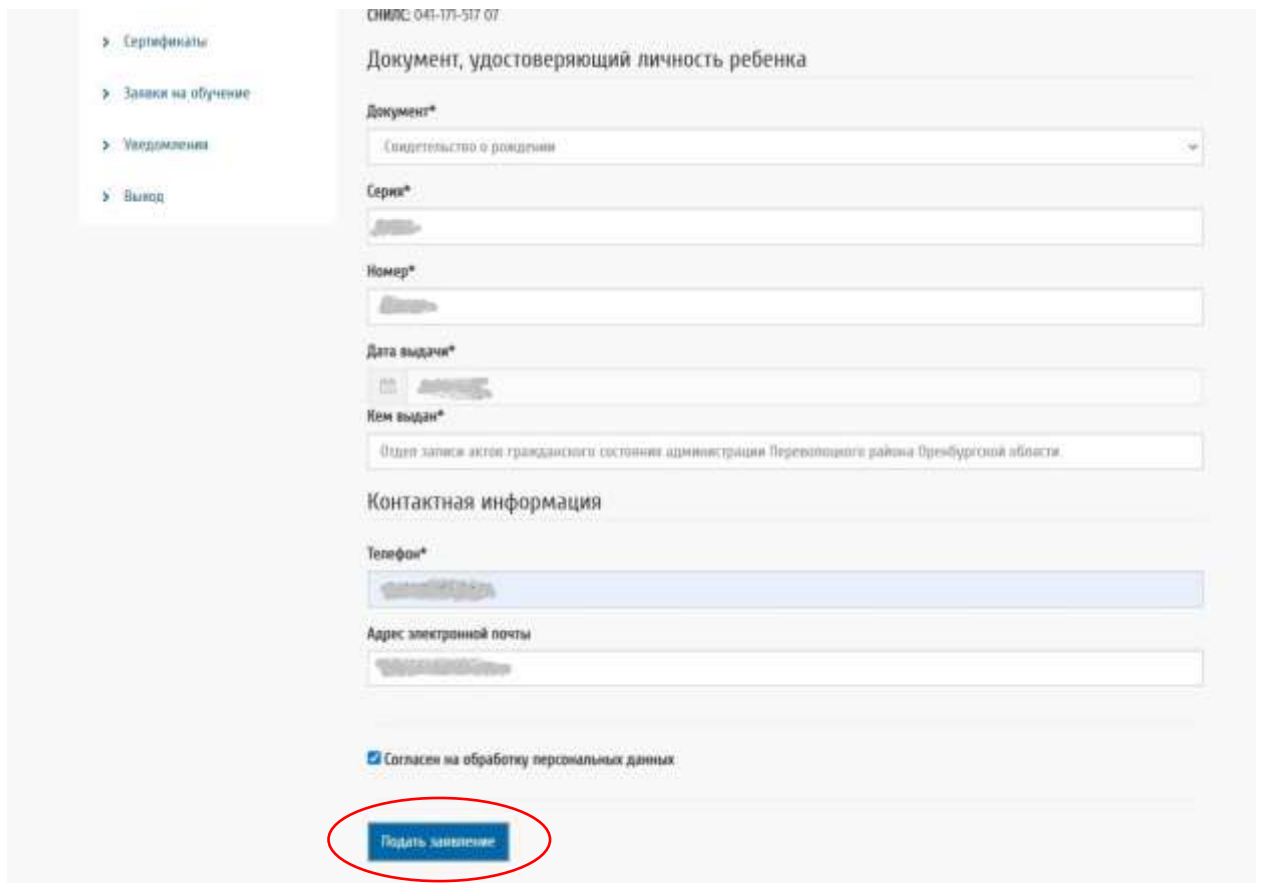 СНИЛС: 041-171-517 07
Сертификаты
Заявки на обучение
Уведомления
Выход
Документ, удостоверяющий личность ребенка
Документ*
Свидетельство о рождении
Серия*
Номер*
Дата выдачи*
Кем выдан*
Отдел записи актов гражданского состояния администрации Переволоцкого района Оренбургской области
Контактная информация
Телефон*
Адрес электронной почты
Согласен на обработку персональных данных
Подать заявление